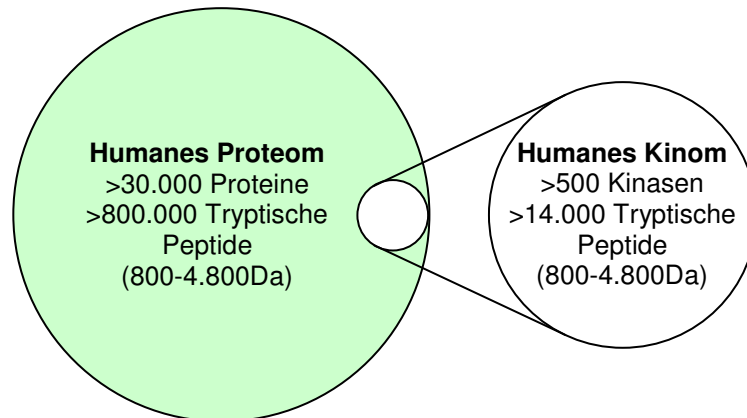 Humanes Proteom
>30.000 Proteine
>800.000 Tryptische
Peptide
(800-4.800Da)
Humanes Kinom
>500 Kinasen
>14.000 Tryptische
Peptide
(800-4.800Da)